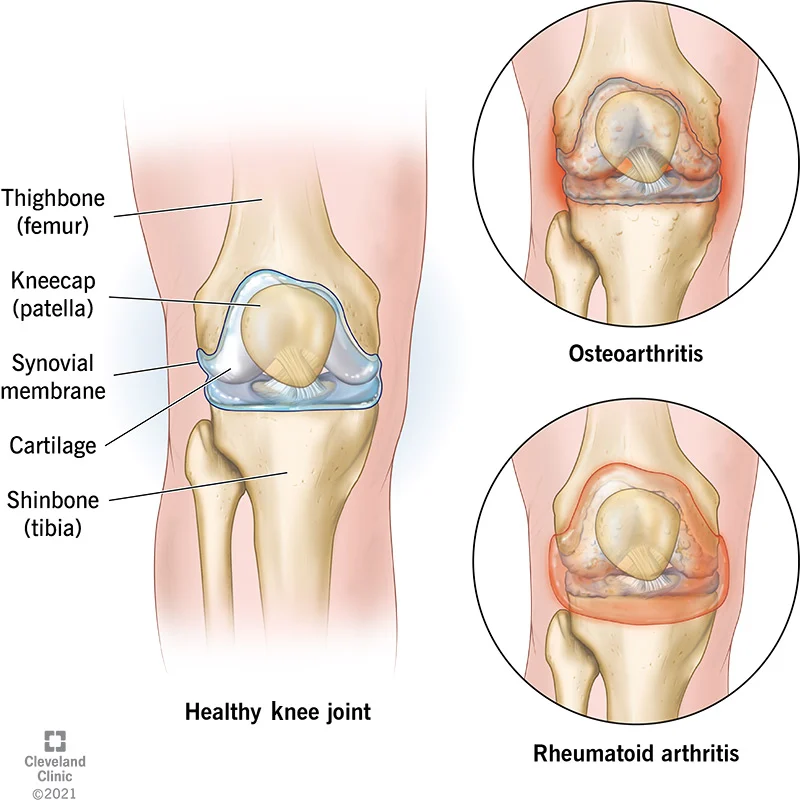 Thighbone
(femur)
Kneecap
(patella)
Synovial
membrane
Cartilage
Shinbone
(tibia)
Healthy knee joint
Osteoarthritis
Rheumatoid arthritis
Cleveland
Clinic
©2021